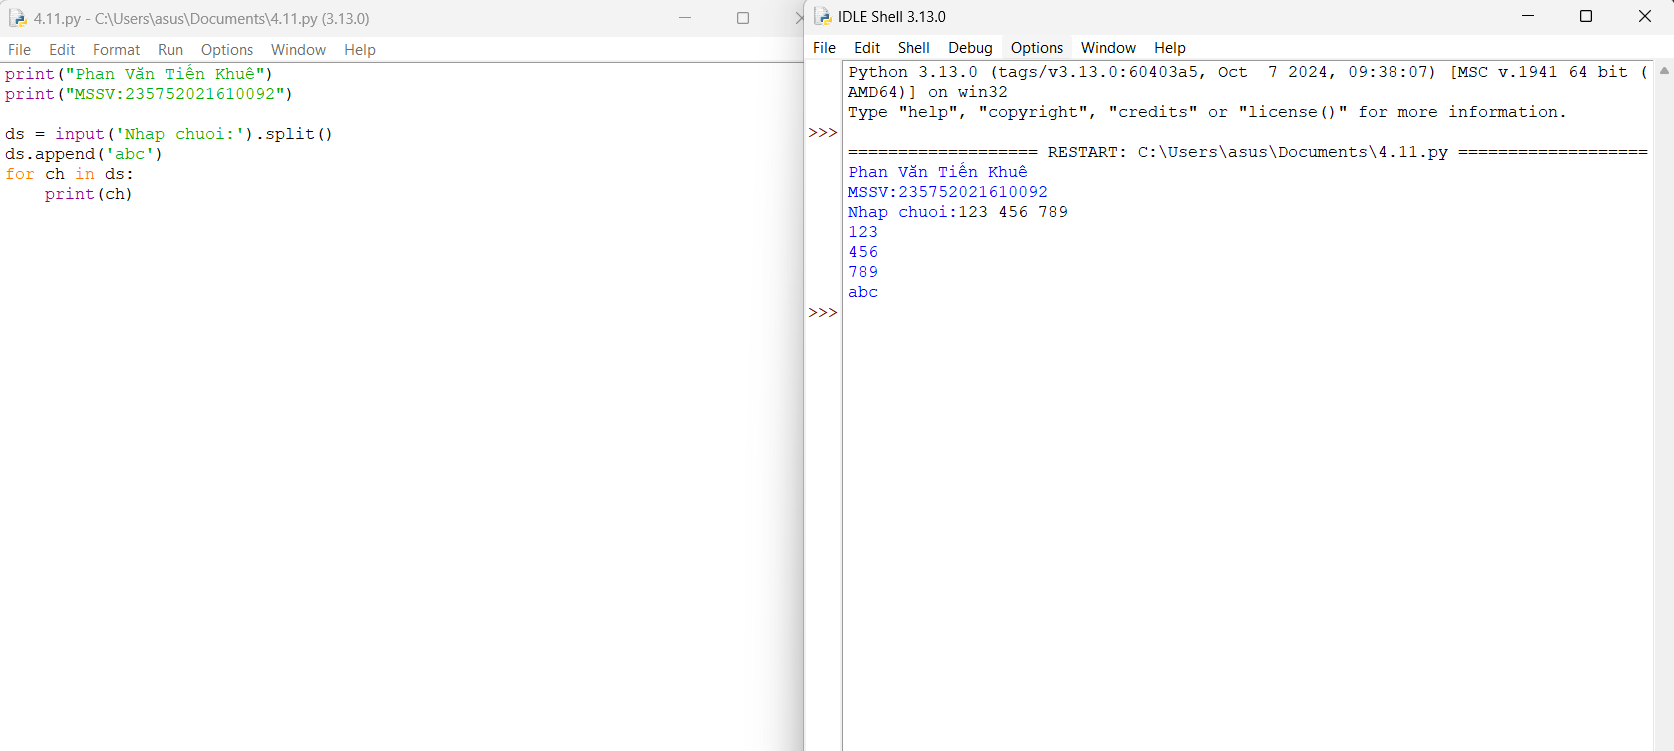 4.11.py - C:\Users\asus\Documents\4.11.py (3.13.0)
File Edit Format Run Options Window Help
print("Phan Văn Tiến Khuê")
print("MSSV:235752021610092")
ds = input('Nhap chuoi:').split()
ds.append('abc')
for ch in ds:
    print(ch)
IDLE Shell 3.13.0
File Edit Shell Debug Options Window Help
Python 3.13.0 (tags/v3.13.0:60403a5, Oct  7 2024, 09:38:07) [MSC v.1941 64 bit (
AMD64)] on win32
Type "help", "copyright", "credits" or "license()" for more information.
>>>
=================== RESTART: C:\Users\asus\Documents\4.11.py ===================
Phan Văn Tiến Khuê
MSSV:235752021610092
Nhap chuoi:123 456 789
123
456
789
abc
>>>